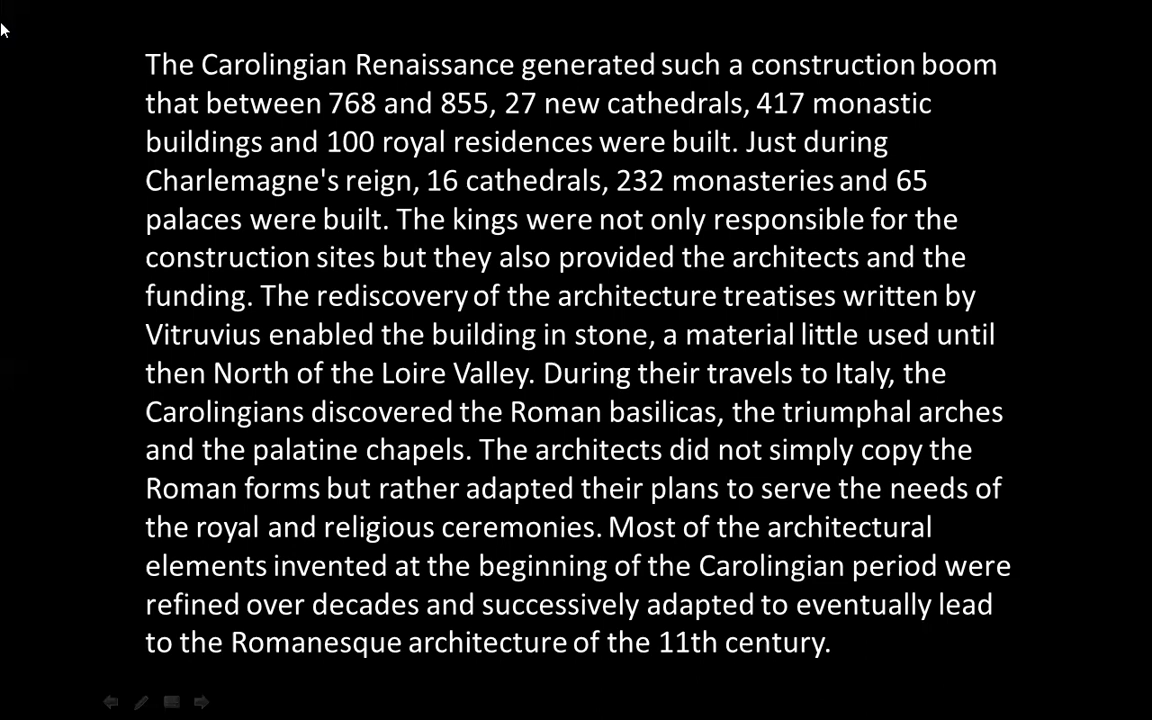 The Carolingian Renaissance generated such a construction boom
that between 768 and 855, 27 new cathedrals, 417 monastic
buildings and 100 royal residences were built. Just during
Charlemagne's reign, 16 cathedrals, 232 monasteries and 65
palaces were built. The kings were not only responsible for the
construction sites but they also provided the architects and the
funding. The rediscovery of the architecture treatises written by
Vitruvius enabled the building in stone, a material little used until
then North of the Loire Valley. During their travels to Italy, the
Carolingians discovered the Roman basilicas, the triumphal arches
and the palatine chapels. The architects did not simply copy the
Roman forms but rather adapted their plans to serve the needs of
the royal and religious ceremonies. Most of the architectural
elements invented at the beginning of the Carolingian period were
refined over decades and successively adapted to eventually lead
to the Romanesque architecture of the 11th century.